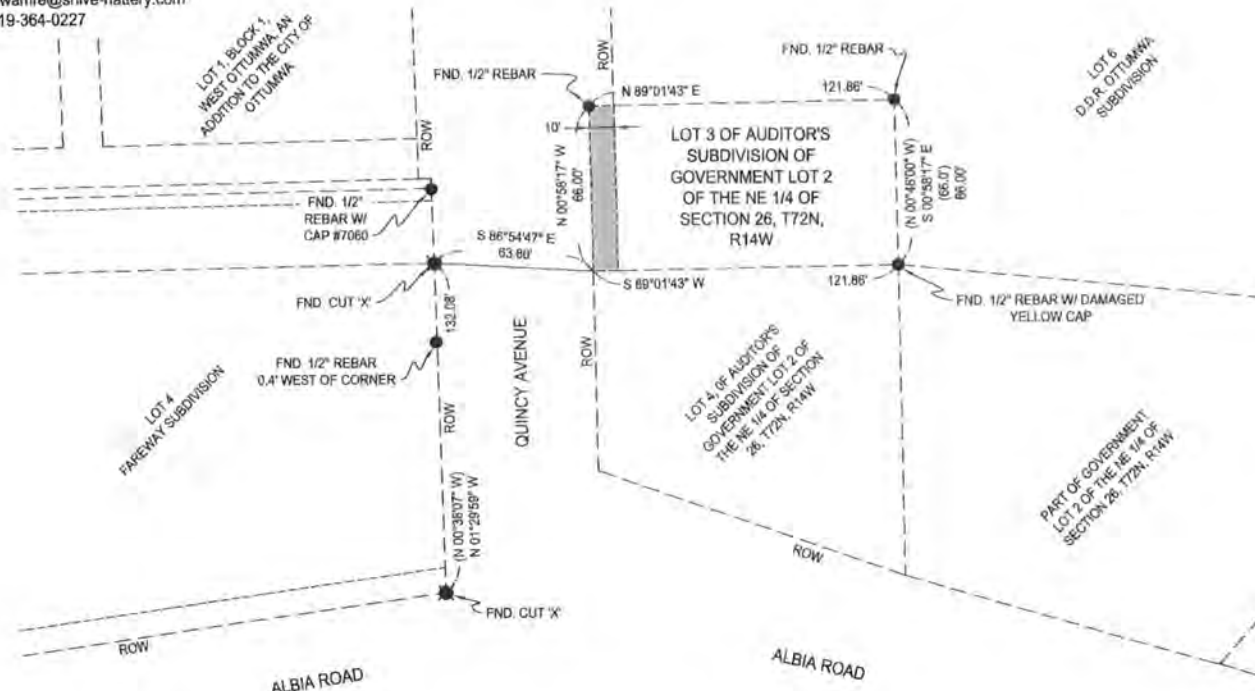 19-364-0227
LOT 1, BLOCK 1,
WEST OTTUMWA, AN
ADDITION TO THE CITY OF
OTTUMWA
ROW
FND. 1/2" REBAR
ROW
N 89°01'43" E
FND. 1/2" REBAR
121.86'
LOT 6
D.D.R. OTTUMWA
SUBDIVISION
10'
N 00°58'17" W
66.00'
LOT 3 OF AUDITOR'S
SUBDIVISION OF
GOVERNMENT LOT 2
OF THE NE 1/4 OF
SECTION 26, T72N,
R14W
(N 00°46'00" W)
S 00°58'17" E
(66.0')
66.00'
FND. 1/2"
REBAR W/
CAP #7060
S 86°54'47" E
63.80'
S 69°01'43" W
121.86'
FND. CUT 'X'
132.08'
FND. 1/2" REBAR W/ DAMAGED
YELLOW CAP
FND 1/2" REBAR
0.4' WEST OF CORNER
QUINCY AVENUE
ROW
ROW
LOT 4
FAREWAY SUBDIVISION
LOT 4, OF AUDITOR'S
SUBDIVISION OF
GOVERNMENT LOT 2 OF
THE NE 1/4 OF SECTION
26, T72N, R14W
PART OF GOVERNMENT
LOT 2 OF THE NE 1/4 OF
SECTION 26, T72N, R14W
(N 00°38'07" W)
N 01°29'59" W
FND. CUT 'X'
ROW
ROW
ALBIA ROAD
ALBIA ROAD